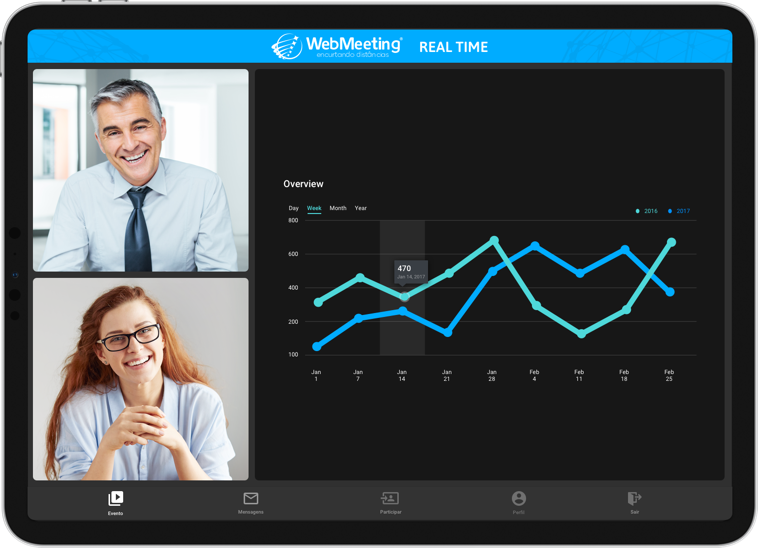 WebMeeting®
encurtando distâncias
REAL TIME
Overview
Day Week Month Year
2016 2017
800
600
400
200
100
470
Jan 14, 2017
Jan 1
Jan 7
Jan 14
Jan 21
Jan 28
Feb 4
Feb 11
Feb 18
Feb 25
Evento
Mensagens
Participar
Perfil
Sair